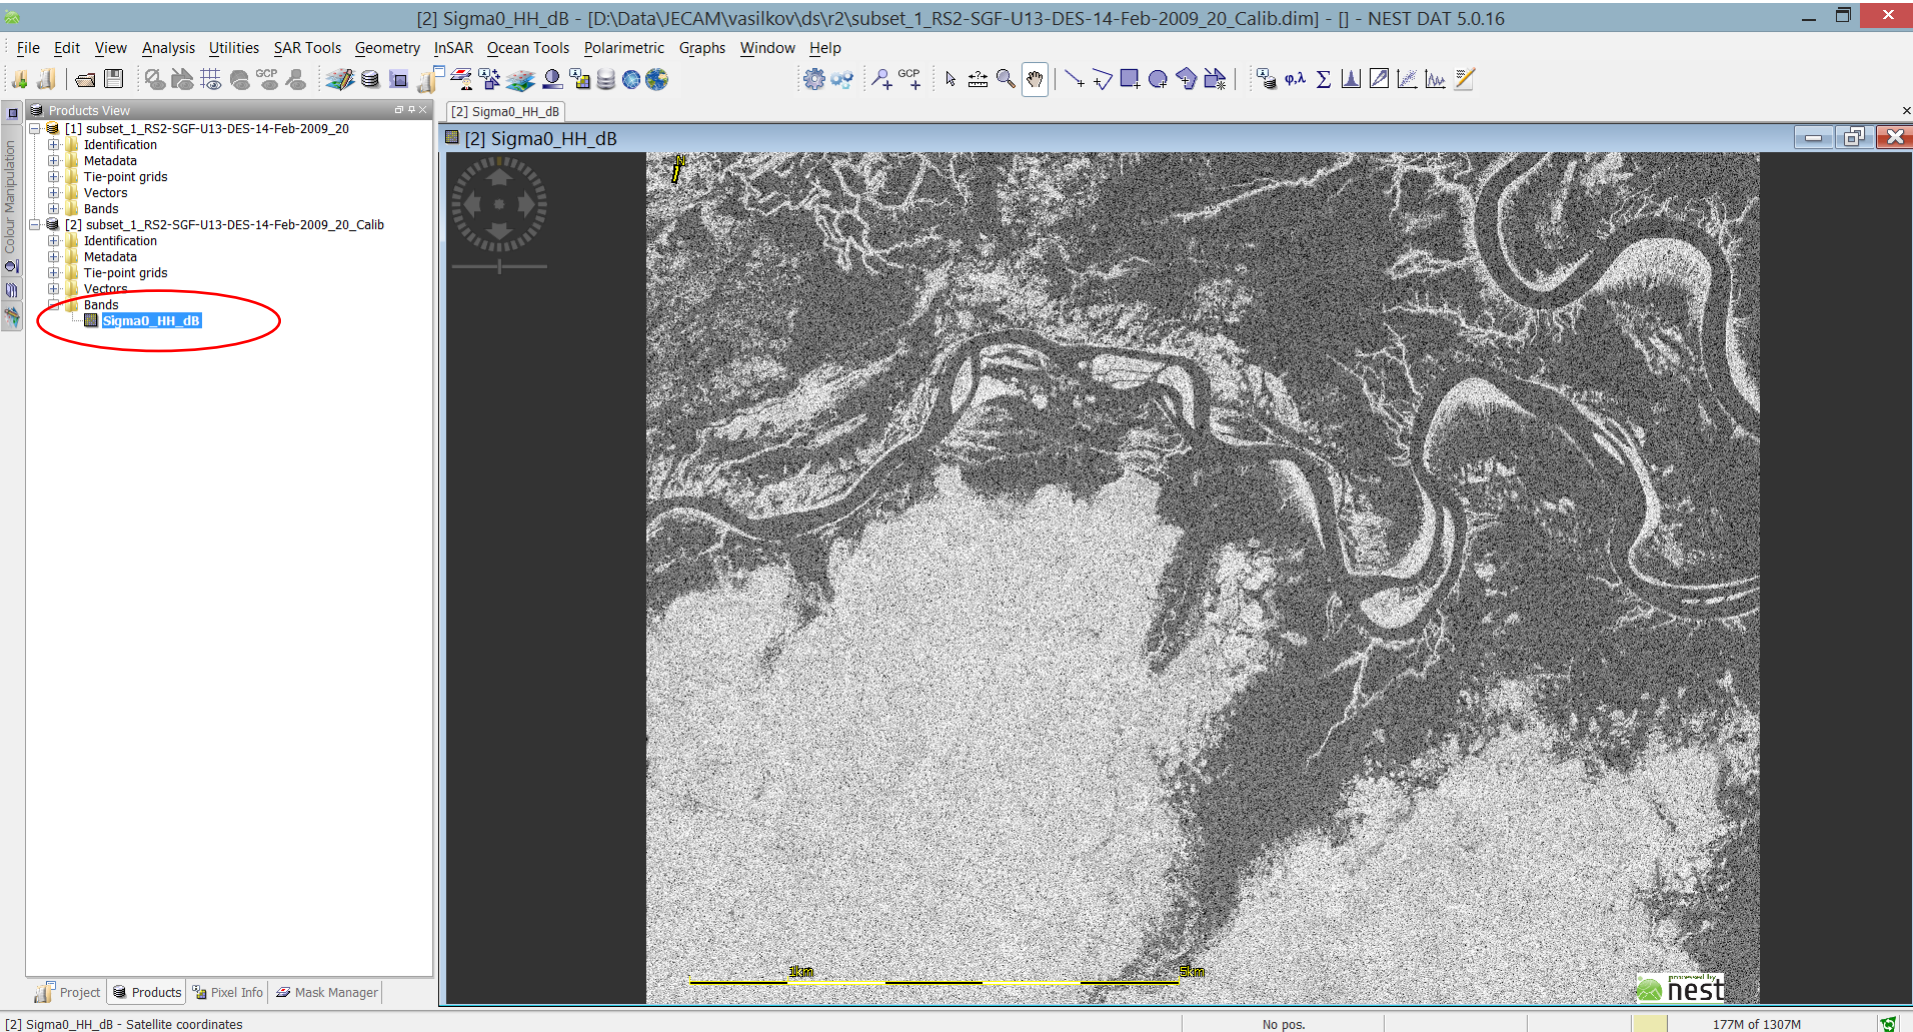 [2] Sigma0_HH_dB - [D:\Data\JECAM\vasilkov\ds\r2\subset_1_RS2-SGF-U13-DES-14-Feb-2009_20_Calib.dim] - [] - NEST DAT 5.0.16
File Edit View Analysis Utilities SAR Tools Geometry InSAR Ocean Tools Polarimetric Graphs Window Help
GCP GCP φ,λ Σ
Products View
[2] Sigma0_HH_dB
[2] Sigma0_HH_dB
Colour Manipulation
[1] subset_1_RS2-SGF-U13-DES-14-Feb-2009_20
Identification
Metadata
Tie-point grids
Vectors
Bands
[2] subset_1_RS2-SGF-U13-DES-14-Feb-2009_20_Calib
Identification
Metadata
Tie-point grids
Vectors
Bands
Sigma0_HH_dB
N
1km 5km
processed by
nest
Project Products Pixel Info Mask Manager
[2] Sigma0_HH_dB - Satellite coordinates No pos. 177M of 1307M